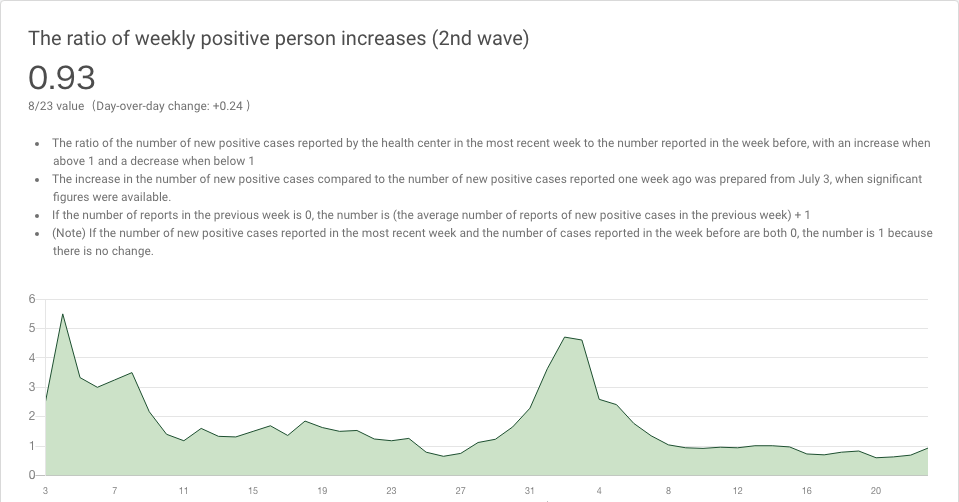 The ratio of weekly positive person increases (2nd wave)
0.93
8/23 value （Day-over-day change: +0.24 ）
• The ratio of the number of new positive cases reported by the health center in the most recent week to the number reported in the week before, with an increase when
above 1 and a decrease when below 1
• The increase in the number of new positive cases compared to the number of new positive cases reported one week ago was prepared from July 3, when significant
figures were available.
• If the number of reports in the previous week is 0, the number is (the average number of reports of new positive cases in the previous week) + 1
• (Note) If the number of new positive cases reported in the most recent week and the number of cases reported in the week before are both 0, the number is 1 because
there is no change.
6
5
4
3
2
1
0
3 7 11 15 19 23 27 31 4 8 12 16 20